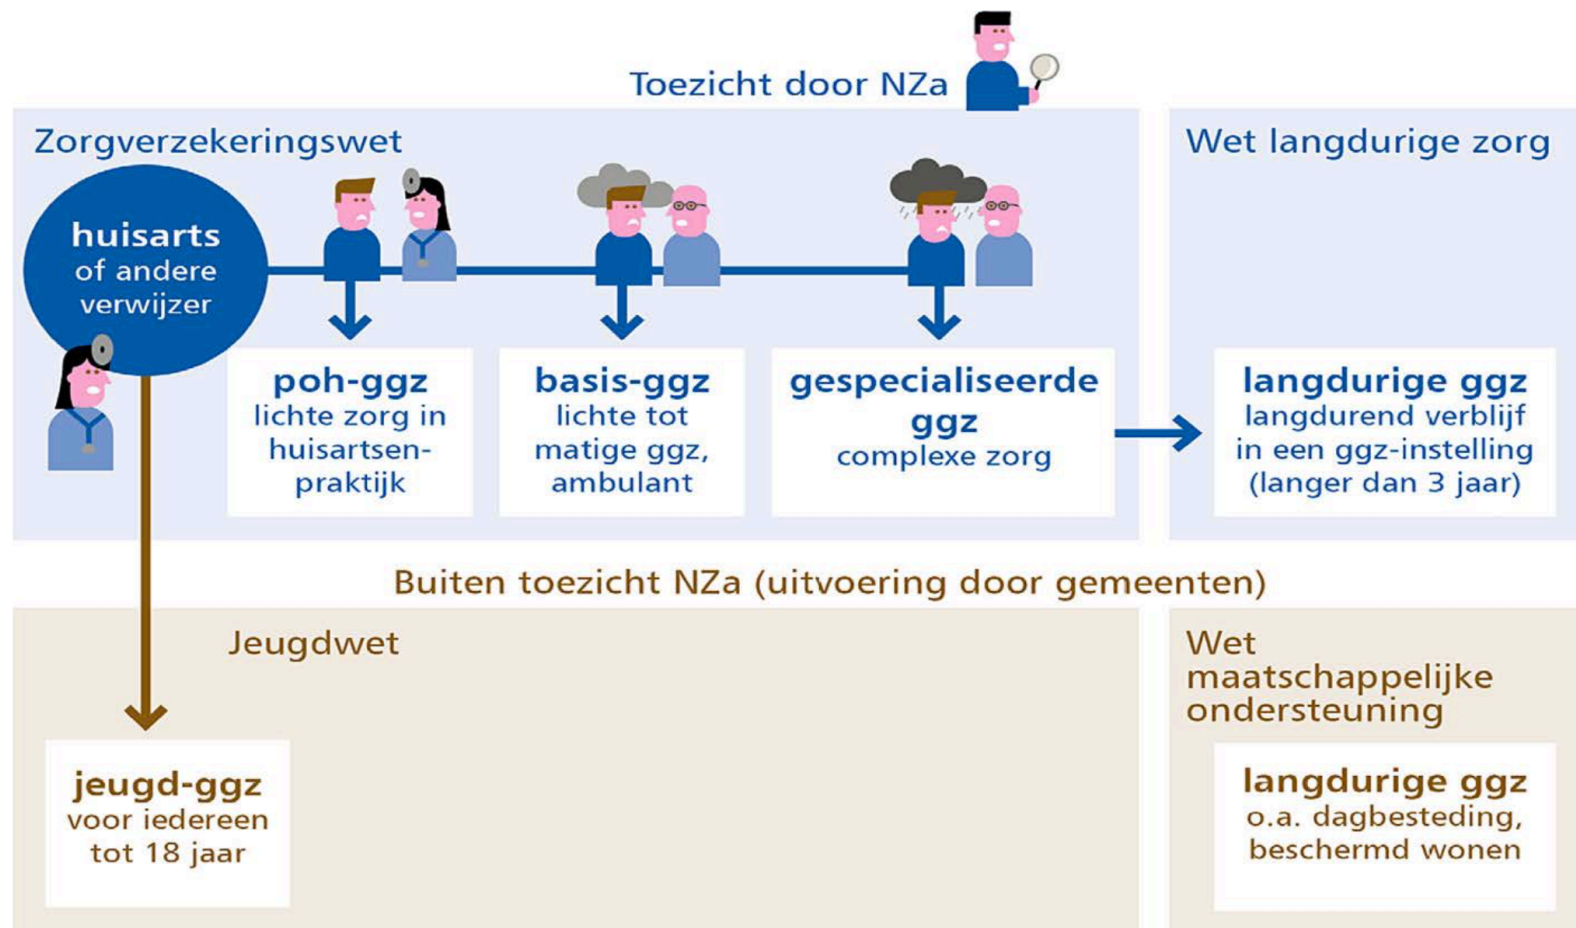 Toezicht door NZa
Zorgverzekeringswet
huisarts
of andere
verwijzer
poh-ggz
lichte zorg in
huisartsen-
praktijk
basis-ggz
lichte tot
matige ggz,
ambulant
gespecialiseerde
ggz
complexe zorg
Wet langdurige zorg
langdurige ggz
langdurend verblijf
in een ggz-instelling
(langer dan 3 jaar)
Buiten toezicht NZa (uitvoering door gemeenten)
Jeugdwet
jeugd-ggz
voor iedereen
tot 18 jaar
Wet
maatschappelijke
ondersteuning
langdurige ggz
o.a. dagbesteding,
beschermd wonen